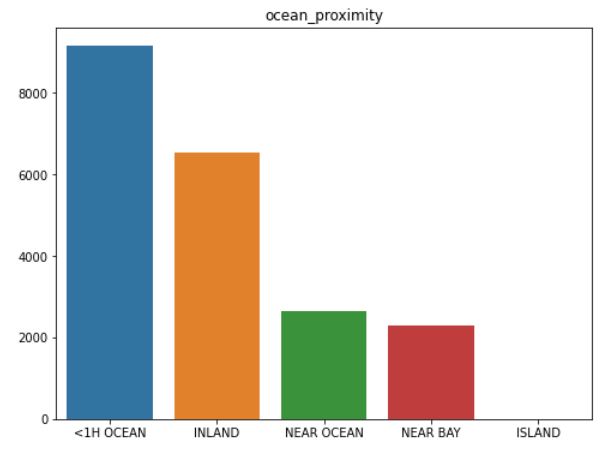 ocean_proximity
8000
6000
4000
2000
0
<1H OCEAN INLAND NEAR OCEAN NEAR BAY ISLAND